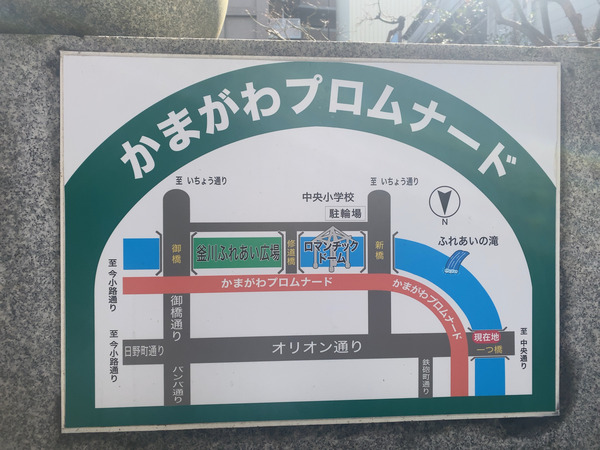 かまがわプロムナード
至 いちょう通り
至 いちょう通り
中央小学校
駐輪場
N
御橋
釜川ふれあい広場
修道橋
ロマンチック
ドーム
新橋
ふれあいの滝
至 今小路通り
かまがわプロムナード
かまがわプロムナード
御橋通り
至 今小路通り
日野町通り
オリオン通り
現在地
一つ橋
至 中央通り
バンバ通り
鉄砲町通り